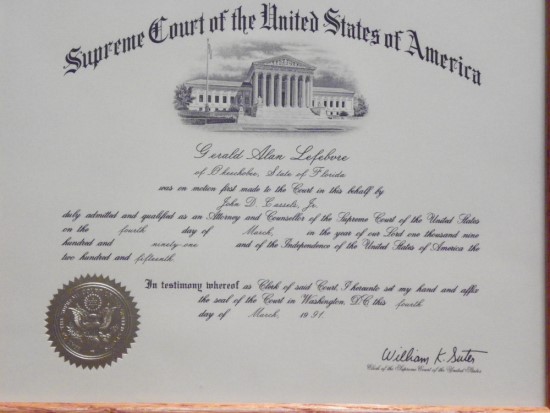 Supreme Court of the United States of America
Gerald Alan Lefebvre
of Okeechobee, State of Florida
was on motion first made to the Court in this behalf by
John D. Cassels, Jr.
duly admitted and qualified as an Attorney and Counsellor of the Supreme Court of the United States
on the fourth day of March, in the year of our Lord one thousand nine
hundred and ninety-one and of the Independence of the United States of America the
two hundred and fifteenth.
In testimony whereof as Clerk of said Court, I hereunto set my hand and affix
the seal of the Court in Washington, DC this fourth
day of March, 1991.
William K. Suter
Clerk of the Supreme Court of the United States